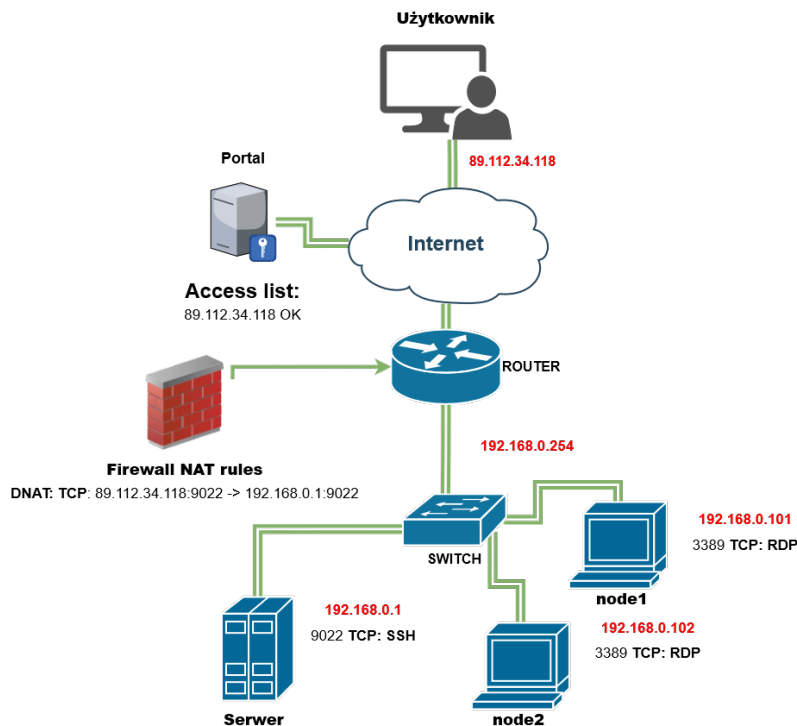 Użytkownik
89.112.34.118
Portal
Internet
Access list:
89.112.34.118 OK
ROUTER
192.168.0.254
Firewall NAT rules
DNAT: TCP: 89.112.34.118:9022 -> 192.168.0.1:9022
SWITCH
192.168.0.101
3389 TCP: RDP
node1
192.168.0.1
9022 TCP: SSH
192.168.0.102
3389 TCP: RDP
Serwer
node2